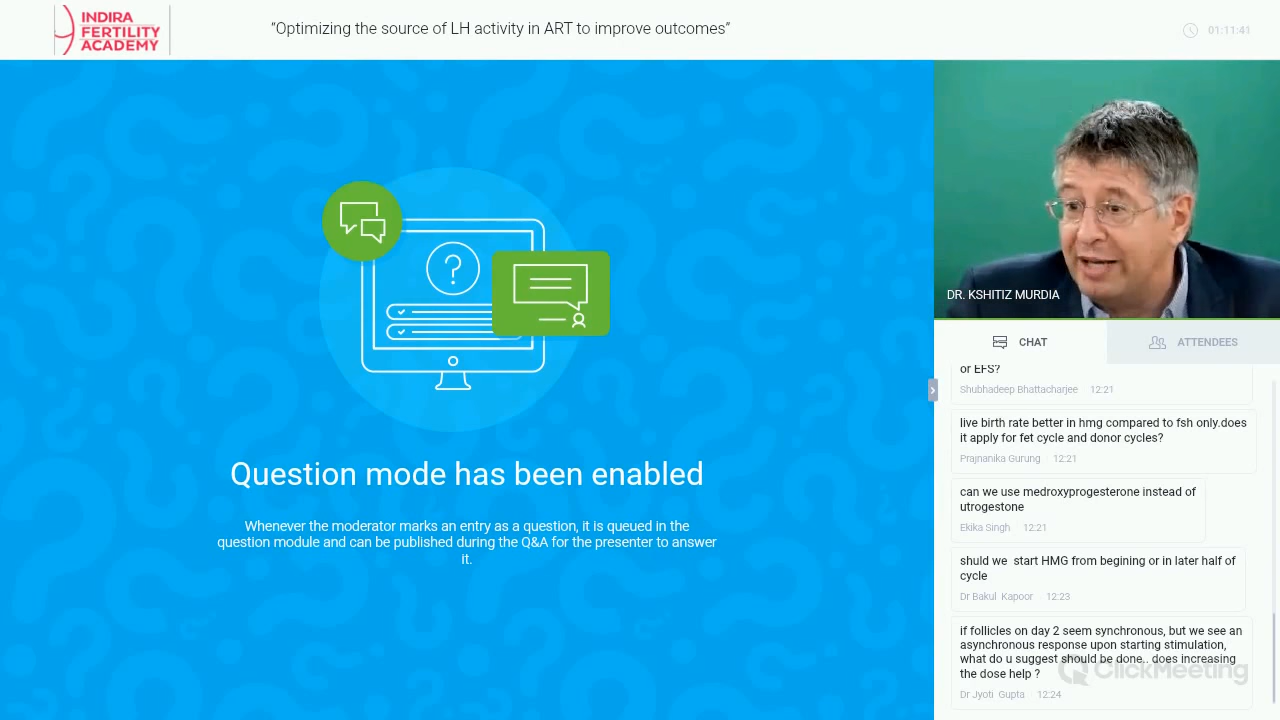 INDIRA
FERTILITY
ACADEMY
“Optimizing the source of LH activity in ART to improve outcomes”
01:11:41
?
Question mode has been enabled
Whenever the moderator marks an entry as a question, it is queued in the
question module and can be published during the Q&A for the presenter to answer
it.
DR. KSHITIZ MURDIA
CHAT
ATTENDEES
or EFS?
Shubhadeep Bhattacharjee 12:21
live birth rate better in hmg compared to fsh only.does
it apply for fet cycle and donor cycles?
Prajnanika Gurung 12:21
can we use medroxyprogesterone instead of
utrogestone
Ekika Singh 12:21
shuld we start HMG from begining or in later half of
cycle
Dr Bakul Kapoor 12:23
if follicles on day 2 seem synchronous, but we see an
asynchronous response upon starting stimulation,
what do u suggest should be done.. does increasing
the dose help ?
Dr Jyoti Gupta 12:24
ClickMeeting